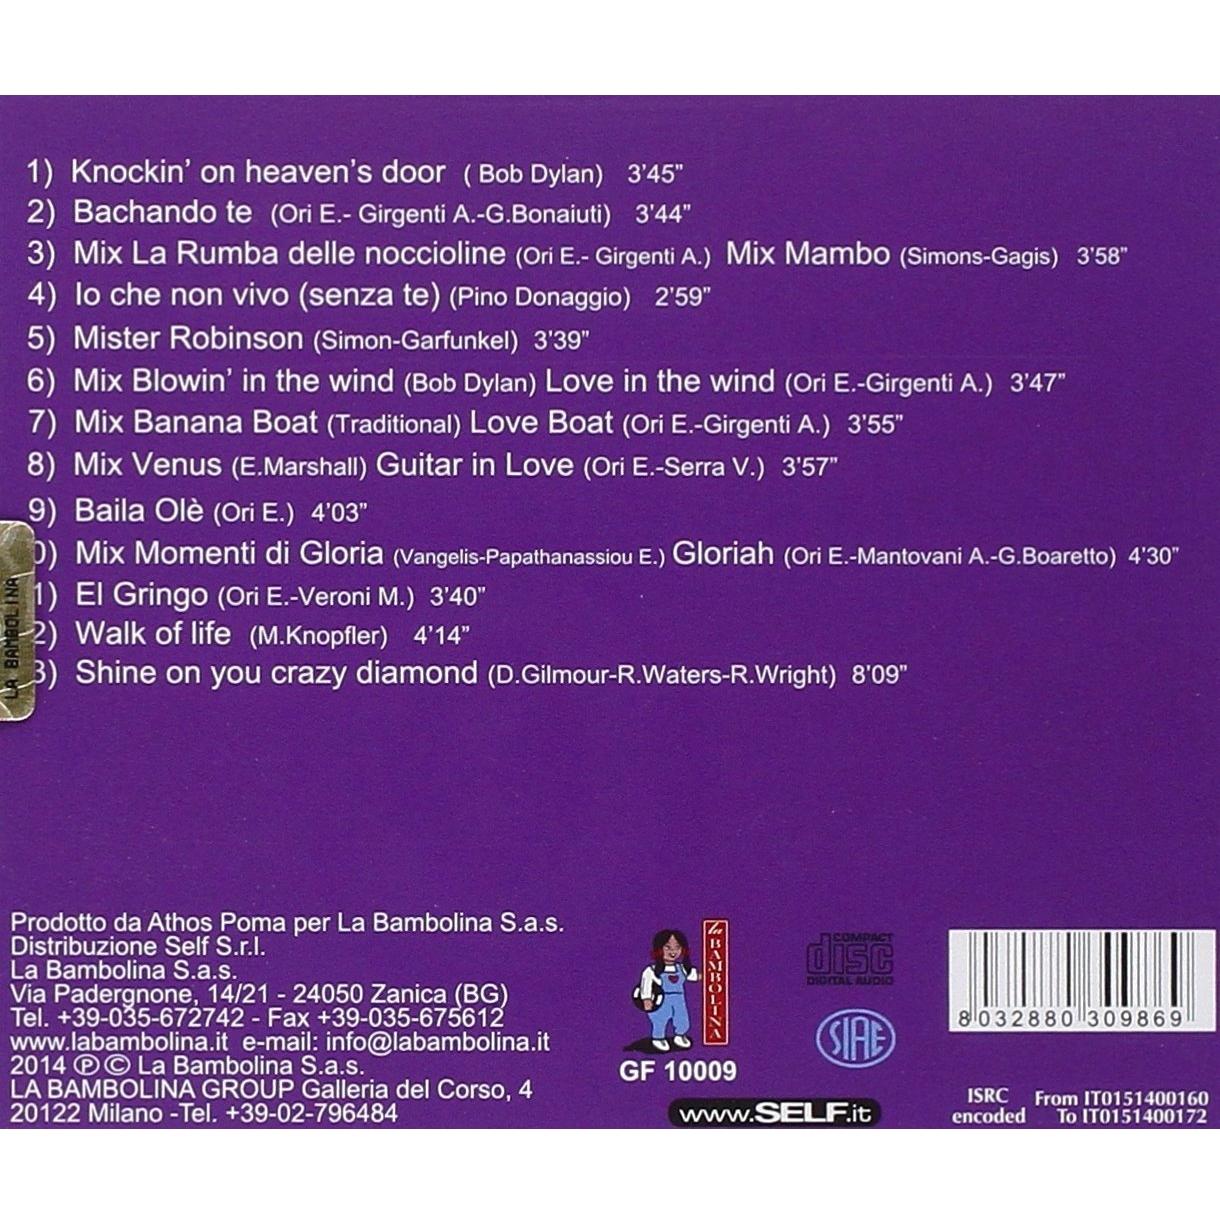 1) Knockin' on heaven's door ( Bob Dylan) 3'45"
2) Bachando te (Ori E.- Girgenti A.-G.Bonaiuti) 3'44"
3) Mix La Rumba delle noccioline (Ori E.- Girgenti A.) Mix Mambo (Simons-Gagis) 3'58"
4) Io che non vivo (senza te) (Pino Donaggio) 2'59"
5) Mister Robinson (Simon-Garfunkel) 3'39"
6) Mix Blowin' in the wind (Bob Dylan) Love in the wind (Ori E.-Girgenti A.) 3'47"
7) Mix Banana Boat (Traditional) Love Boat (Ori E.-Girgenti A.) 3'55"
8) Mix Venus (E.Marshall) Guitar in Love (Ori E.-Serra V.) 3'57"
9) Baila Olè (Ori E.) 4'03"
0) Mix Momenti di Gloria (Vangelis-Papathanassiou E.) Gloriah (Ori E.-Mantovani A.-G.Boaretto) 4'30"
1) El Gringo (Ori E.-Veroni M.) 3'40"
2) Walk of life (M.Knopfler) 4'14"
3) Shine on you crazy diamond (D.Gilmour-R.Waters-R.Wright) 8'09"
LA BAMBOLINA
Prodotto da Athos Poma per La Bambolina S.a.s.
Distribuzione Self S.r.l.
La Bambolina S.a.s.
Via Padergnone, 14/21 - 24050 Zanica (BG)
Tel. +39-035-672742 - Fax +39-035-675612
www.labambolina.it e-mail: info@labambolina.it
2014 ℗© La Bambolina S.a.s.
LA BAMBOLINA GROUP Galleria del Corso, 4
20122 Milano -Tel. +39-02-796484
la BAMBOLINA
GF 10009
www.SELF.it
COMPACT
disc
DIGITAL AUDIO
SIAE
8 032880 309869
ISRC From IT0151400160
encoded To IT0151400172